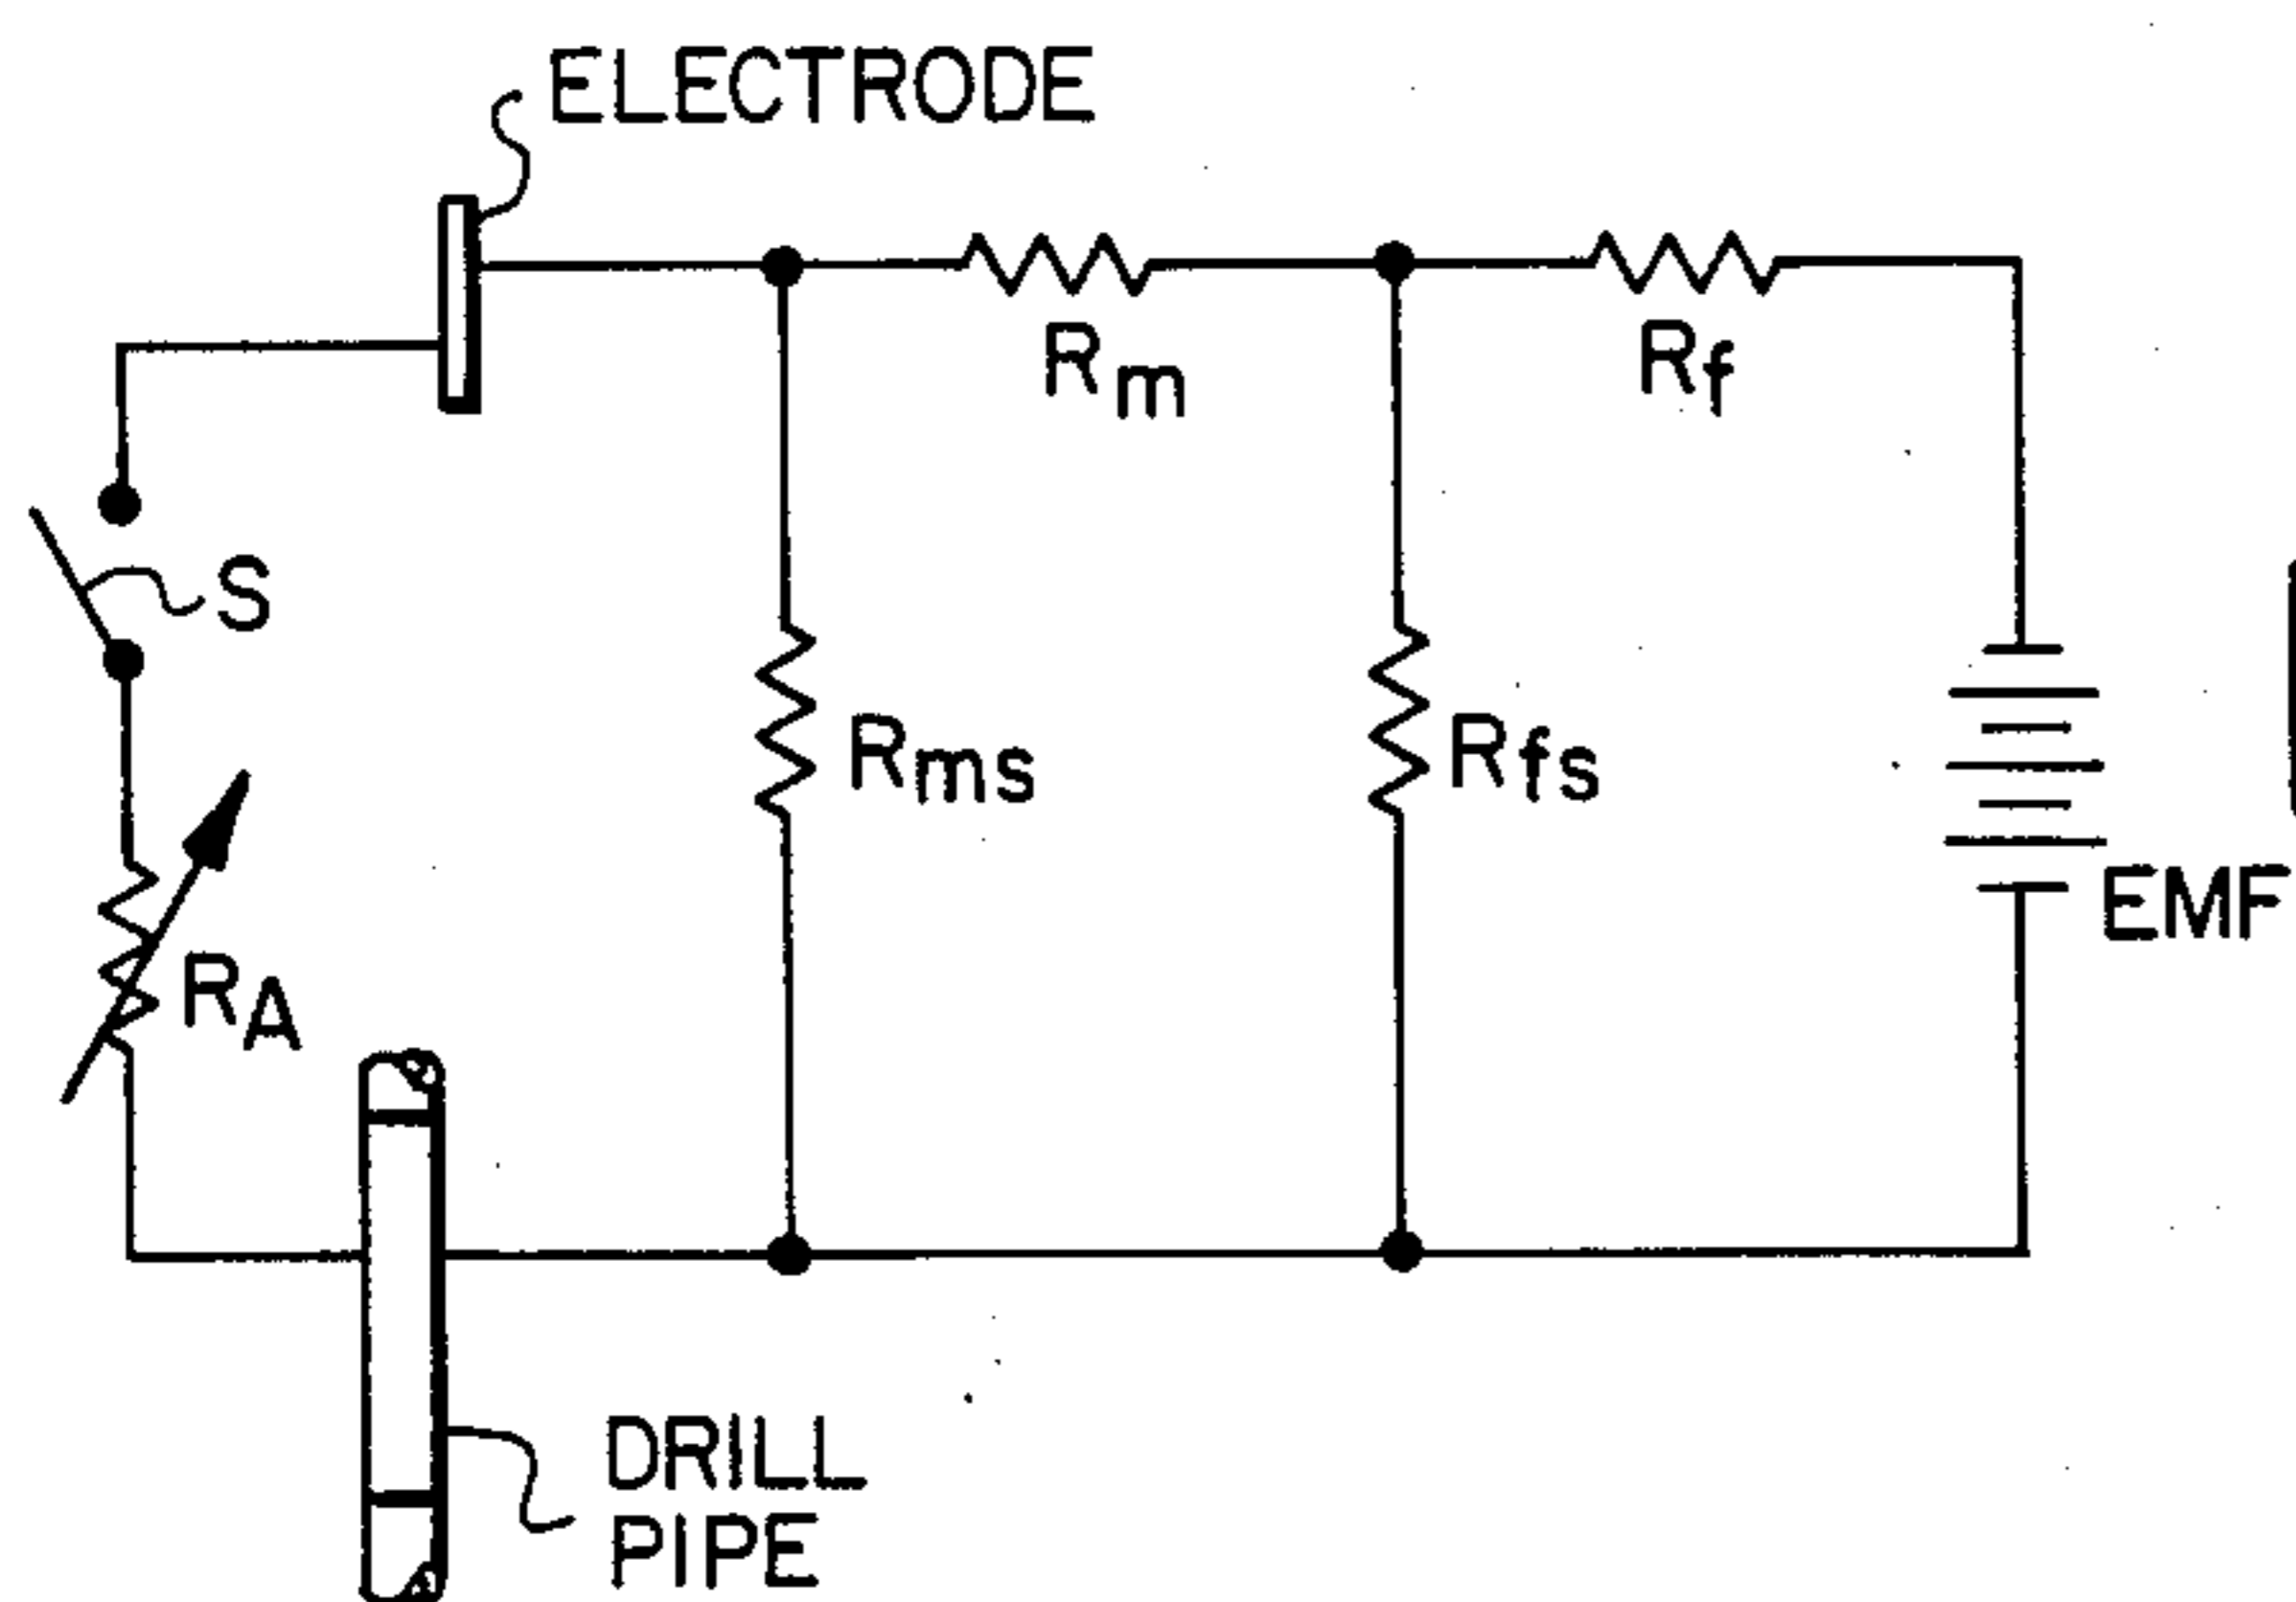 ELECTRODE
Rm
Rf
S
Rms
Rfs
EMF
RA
DRILL
PIPE